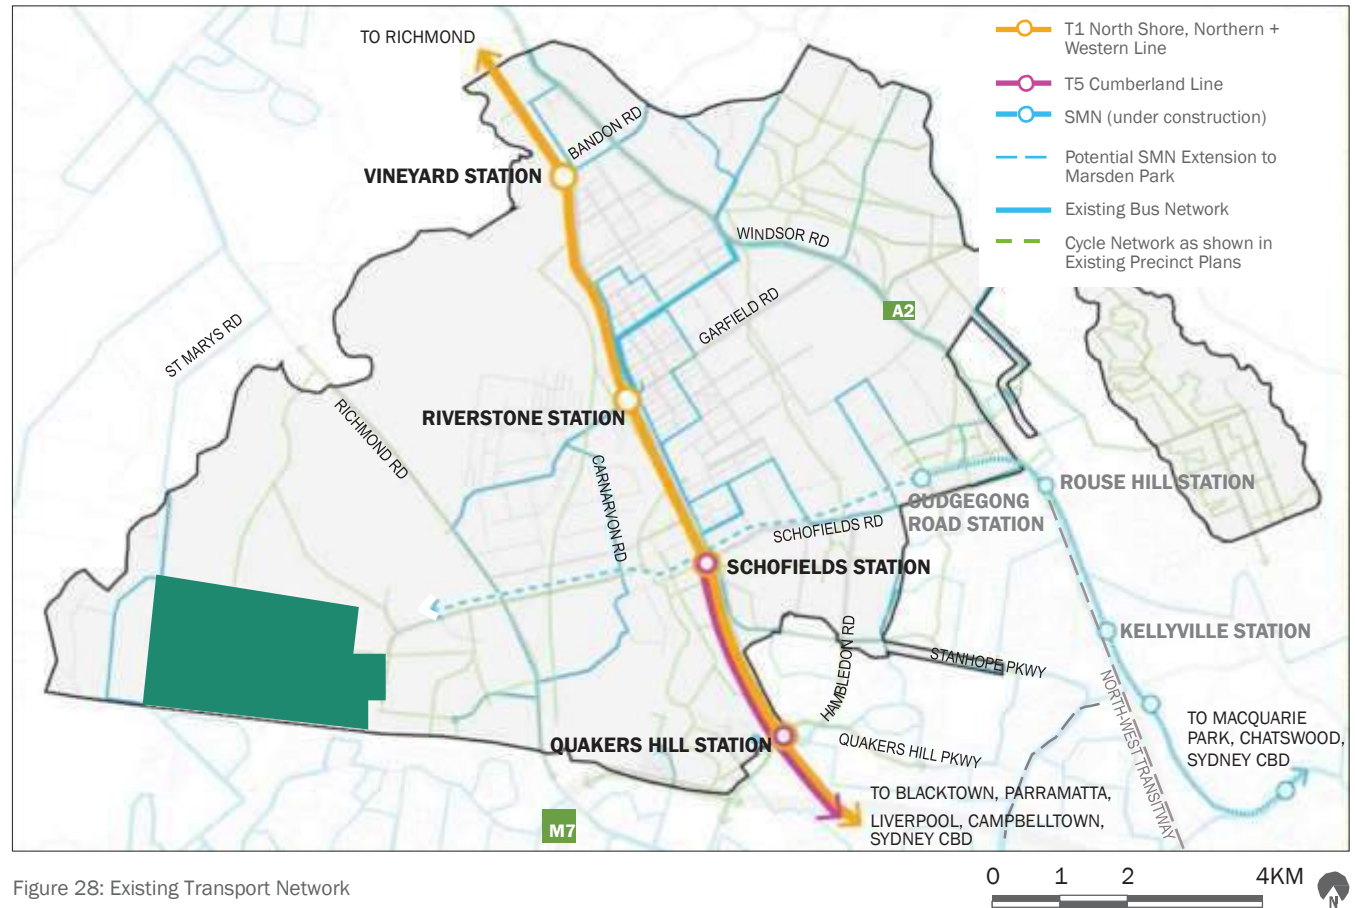 TO RICHMOND
BANDON RD
VINEYARD STATION
WINDSOR RD
A2
GARFIELD RD
ST MARYS RD
RICHMOND RD
RIVERSTONE STATION
CARNARVON RD
CUDGEGONG
ROAD STATION
ROUSE HILL STATION
SCHOFIELDS RD
SCHOFIELDS STATION
KELLYVILLE STATION
HAMBLEDON RD
STANHOPE PKWY
NORTH-WEST TRANSITWAY
QUAKERS HILL STATION
QUAKERS HILL PKWY
TO MACQUARIE
PARK, CHATSWOOD,
SYDNEY CBD
TO BLACKTOWN, PARRAMATTA,
LIVERPOOL, CAMPBELLTOWN,
SYDNEY CBD
M7
T1 North Shore, Northern +
Western Line
T5 Cumberland Line
SMN (under construction)
Potential SMN Extension to
Marsden Park
Existing Bus Network
Cycle Network as shown in
Existing Precinct Plans
Figure 28: Existing Transport Network
0 1 2 4KM
N